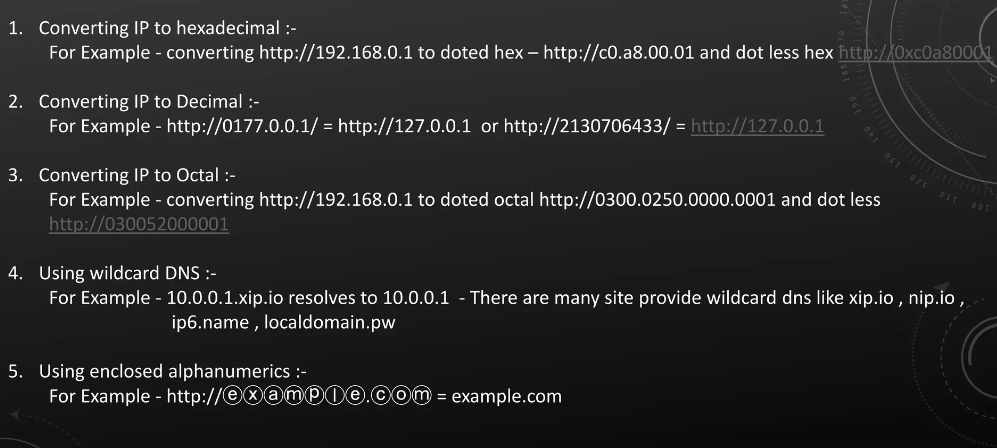 1. Converting IP to hexadecimal :-
For Example - converting http://192.168.0.1 to doted hex – http://c0.a8.00.01 and dot less hex http://0xc0a80001
2. Converting IP to Decimal :-
For Example - http://0177.0.0.1/ = http://127.0.0.1 or http://2130706433/ = http://127.0.0.1
3. Converting IP to Octal :-
For Example - converting http://192.168.0.1 to doted octal http://0300.0250.0000.0001 and dot less
http://030052000001
4. Using wildcard DNS :-
For Example - 10.0.0.1.xip.io resolves to 10.0.0.1 - There are many site provide wildcard dns like xip.io , nip.io ,
ip6.name , localdomain.pw
5. Using enclosed alphanumerics :-
For Example - http://ⓔⓧⓐⓜⓟⓛⓔ.ⓒⓞⓜ = example.com